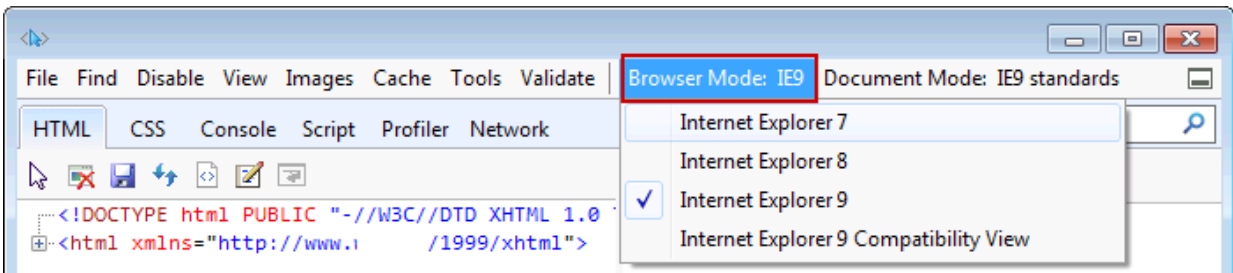 File Find Disable View Images Cache Tools Validate Browser Mode: IE9 Document Mode: IE9 standards
HTML CSS Console Script Profiler Network
Internet Explorer 7
Internet Explorer 8
Internet Explorer 9
Internet Explorer 9 Compatibility View
<!DOCTYPE html PUBLIC "-//W3C//DTD XHTML 1.0
<html xmlns="http://www. /1999/xhtml">